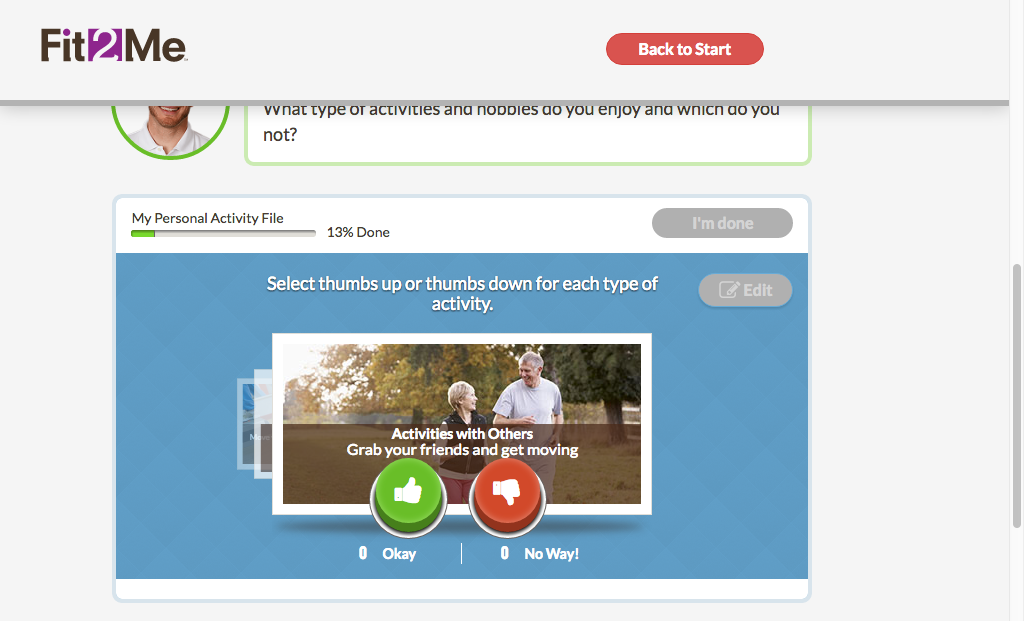 Fit2Me
Back to Start
What type of activities and hobbies do you enjoy and which do you
not?
My Personal Activity File
13% Done
I'm done
Select thumbs up or thumbs down for each type of
activity.
Edit
Activities with Others
Grab your friends and get moving
0 Okay
0 No Way!